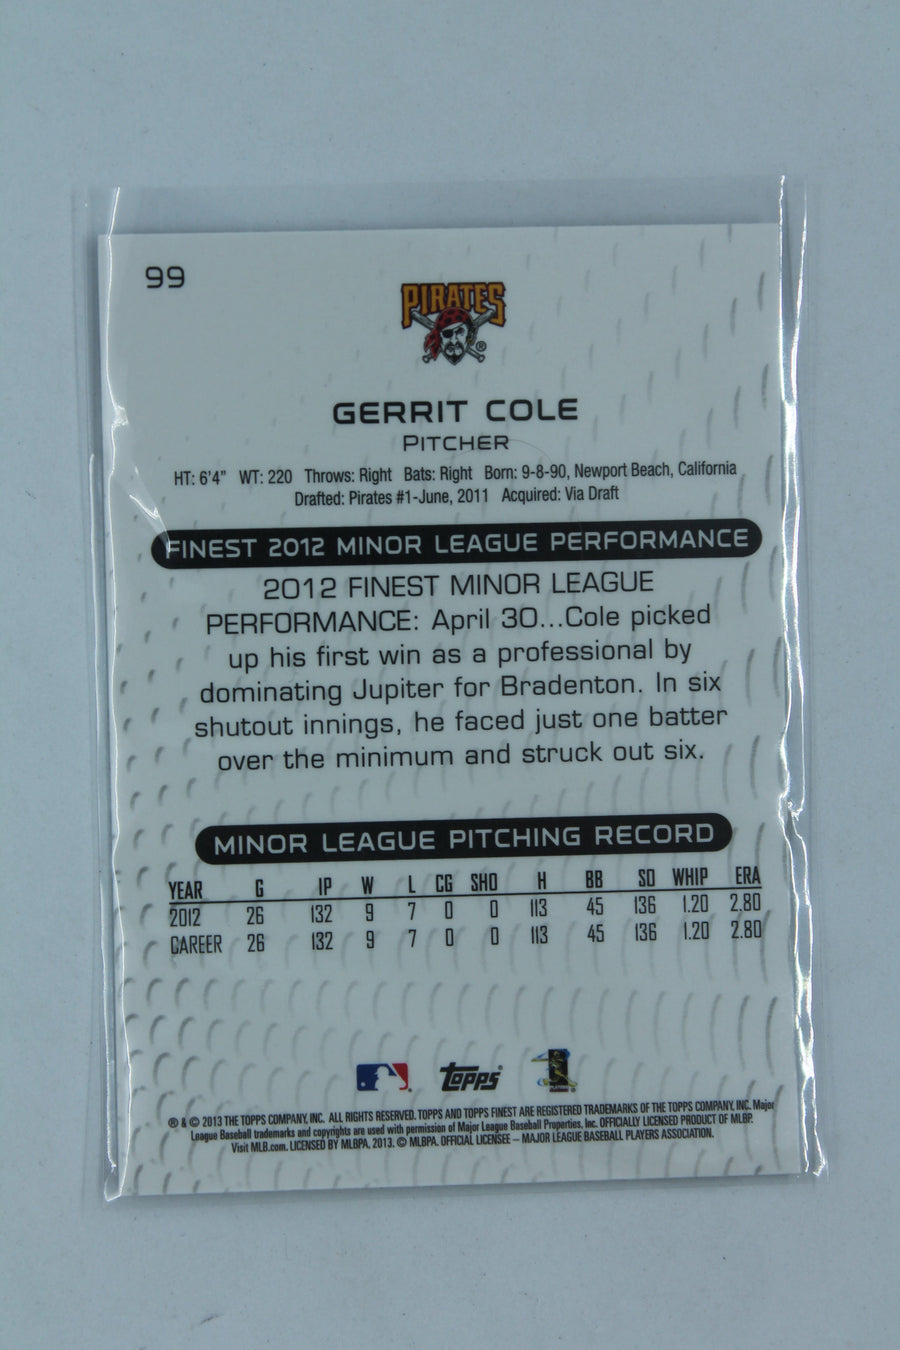 99
PIRATES
®
GERRIT COLE
PITCHER
HT: 6'4" WT: 220 Throws: Right Bats: Right Born: 9-8-90, Newport Beach, California
Drafted: Pirates #1-June, 2011 Acquired: Via Draft
FINEST 2012 MINOR LEAGUE PERFORMANCE
2012 FINEST MINOR LEAGUE
PERFORMANCE: April 30...Cole picked
up his first win as a professional by
dominating Jupiter for Bradenton. In six
shutout innings, he faced just one batter
over the minimum and struck out six.
MINOR LEAGUE PITCHING RECORD
YEAR G IP W L CG SHO H BB SO WHIP ERA
2012 26 132 9 7 0 0 113 45 136 1.20 2.80
CAREER 26 132 9 7 0 0 113 45 136 1.20 2.80
Topps
® & © 2013 THE TOPPS COMPANY, INC. ALL RIGHTS RESERVED. TOPPS AND TOPPS FINEST ARE REGISTERED TRADEMARKS OF THE TOPPS COMPANY, INC. Major
League Baseball trademarks and copyrights are used with permission of Major League Baseball Properties, Inc. OFFICIALLY LICENSED PRODUCT OF MLBP.
Visit MLB.com. LICENSED BY MLBPA, 2013. © MLBPA. OFFICIAL LICENSEE – MAJOR LEAGUE BASEBALL PLAYERS ASSOCIATION.